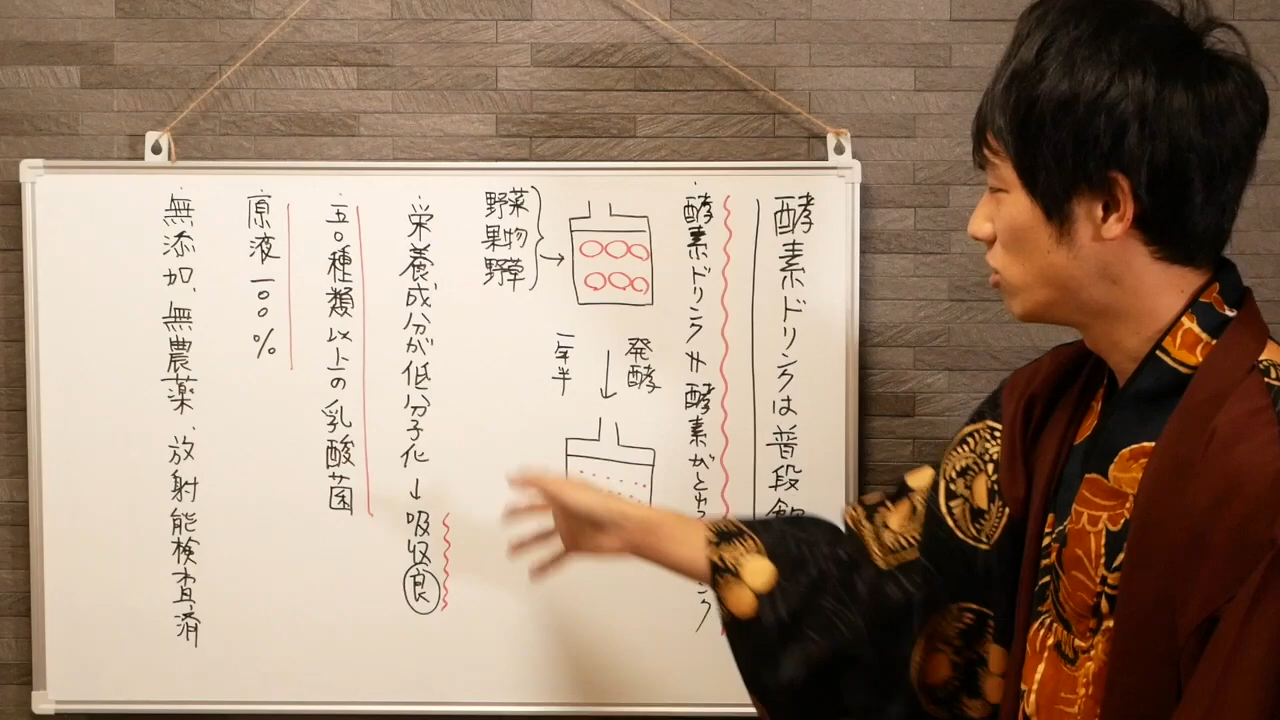 酵素ドリンクは普段飲
・酵素ドリンク≠酵素がとれ
ク
野菜
果物
野草
発酵
一年半
・栄養成分が低分子化→吸収良
五〇種類以上の乳酸菌
原液一〇〇%
無添加、無農薬、放射能検査済